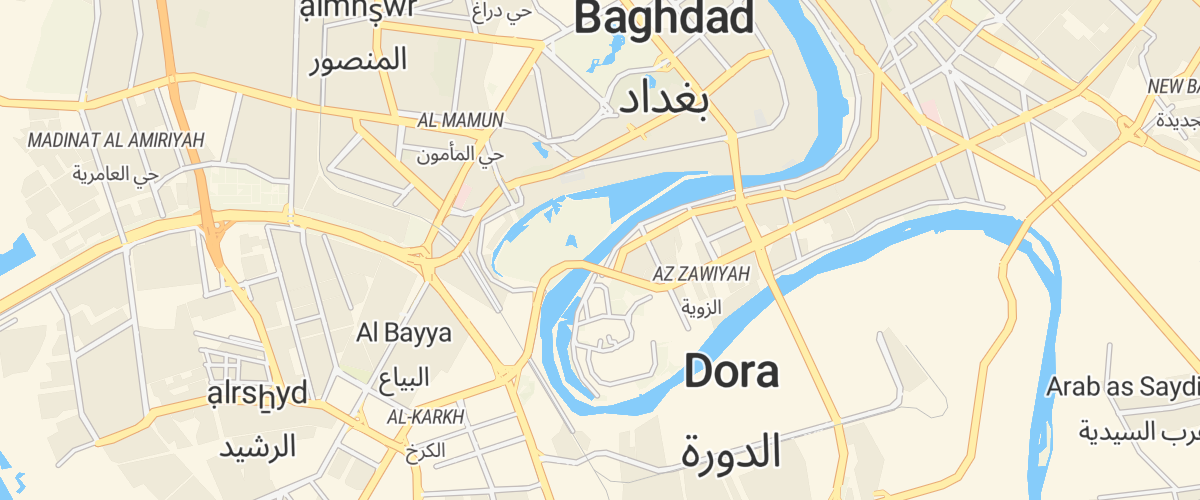 ạlmnṣwr
المنصور
حي دراغ
Baghdad
بغداد
NEW BA
MADINAT AL AMIRIYAH
حي العامرية
AL MAMUN
حي المأمون
AZ ZAWIYAH
الزوية
Al Bayya
البياع
ạlrsẖyd
الرشيد
AL-KARKH
الكرخ
Dora
الدورة
Arab as Saydi
عرب السيدية